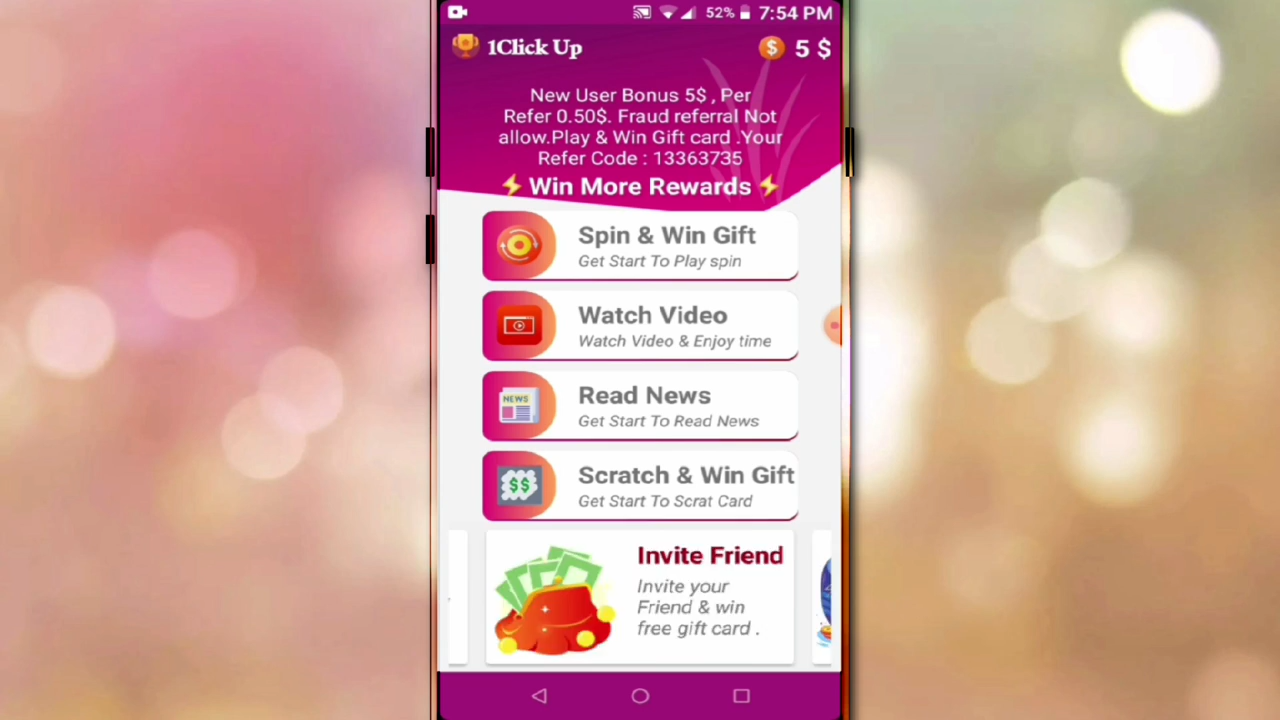 52% 7:54 PM
1Click Up
$ 5 $
New User Bonus 5$ , Per
Refer 0.50$. Fraud referral Not
allow.Play & Win Gift card .Your
Refer Code : 13363735
⚡ Win More Rewards ⚡
Spin & Win Gift
Get Start To Play spin
Watch Video
Watch Video & Enjoy time
NEWS
Read News
Get Start To Read News
$$
Scratch & Win Gift
Get Start To Scrat Card
Invite Friend
Invite your
Friend & win
free gift card .